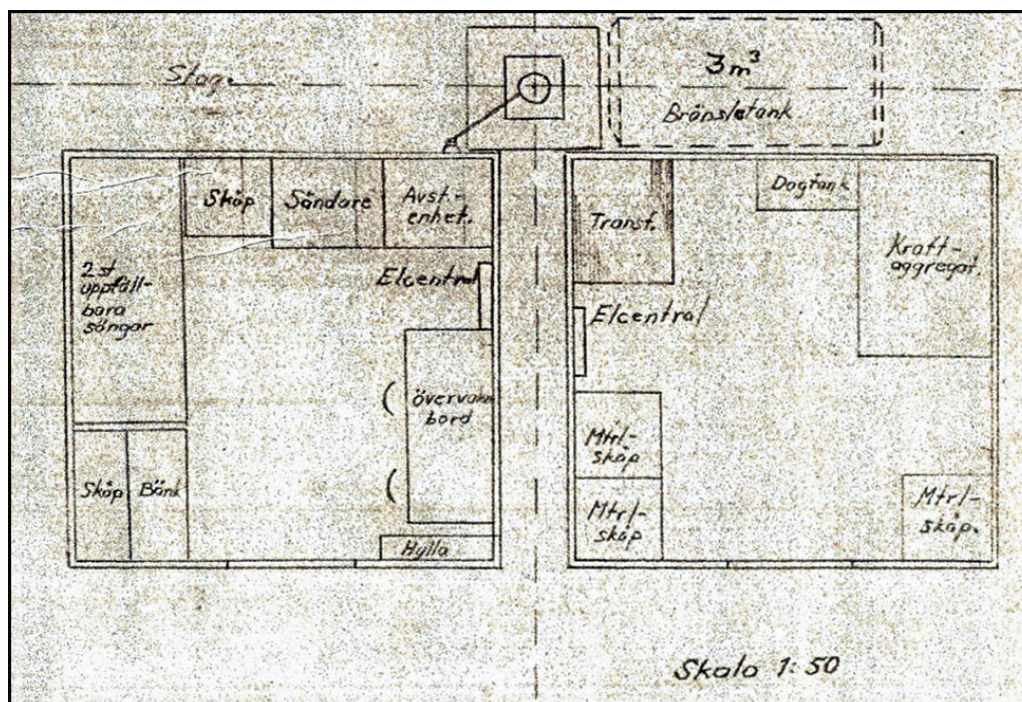 Stag.
3 m³
Bränsletank
Skåp
Sändare
Avst.-
enhet.
2 st
uppfäll-
bara
sängar
Elcentral
övervakn
bord
Skåp
Bänk
Hylla
Transf.
Dagtank
Kraft-
aggregat.
Elcentral
Mtrl-
skåp
Mtrl-
skåp
Mtrl-
skåp.
Skala 1:50